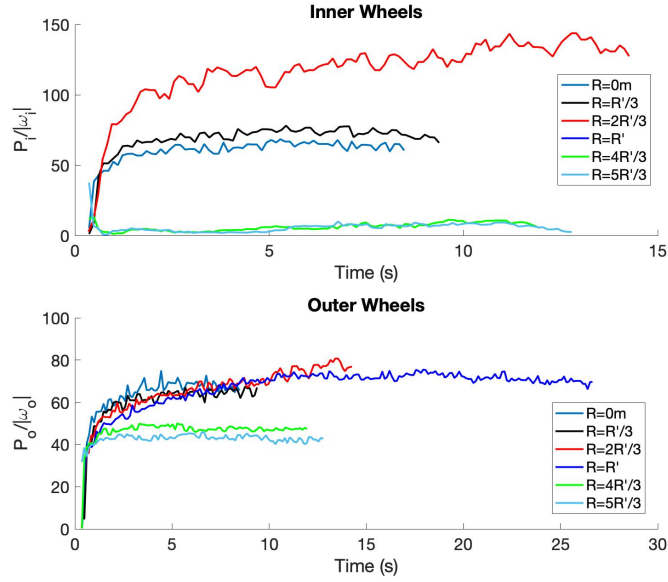 Inner Wheels
P_i/|ω_i|
150
100
50
0
0
5
10
15
Time (s)
R=0m
R=R'/3
R=2R'/3
R=R'
R=4R'/3
R=5R'/3
Outer Wheels
P_o/|ω_o|
100
80
60
40
20
0
0
5
10
15
20
25
30
Time (s)
R=0m
R=R'/3
R=2R'/3
R=R'
R=4R'/3
R=5R'/3